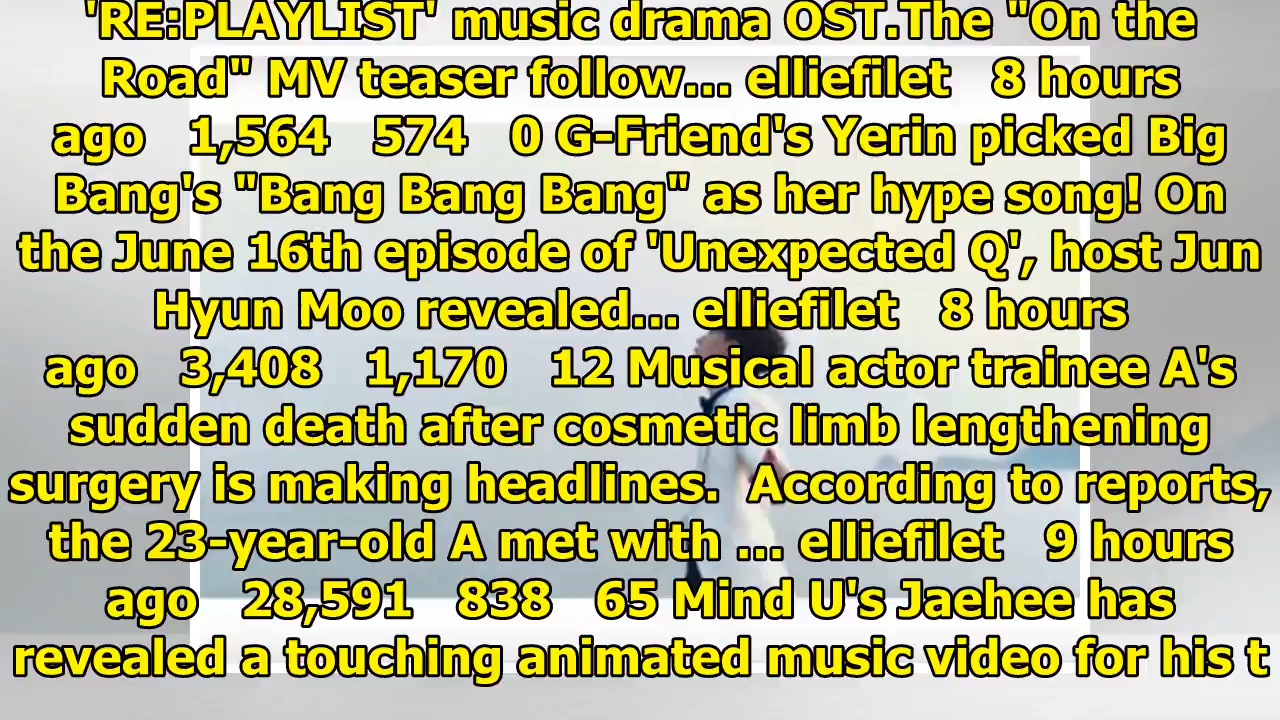 'RE:PLAYLIST' music drama OST.The "On the
Road" MV teaser follow... elliefilet 8 hours
ago 1,564 574 0 G-Friend's Yerin picked Big
Bang's "Bang Bang Bang" as her hype song! On
the June 16th episode of 'Unexpected Q', host Jun
Hyun Moo revealed... elliefilet 8 hours
ago 3,408 1,170 12 Musical actor trainee A's
sudden death after cosmetic limb lengthening
surgery is making headlines. According to reports,
the 23-year-old A met with ... elliefilet 9 hours
ago 28,591 838 65 Mind U's Jaehee has
revealed a touching animated music video for his t